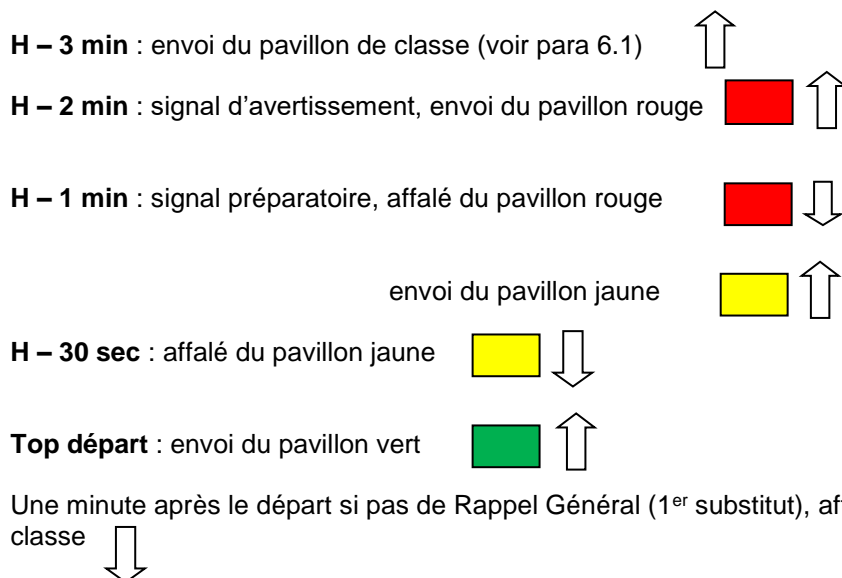 H – 3 min : envoi du pavillon de classe (voir para 6.1)
H – 2 min : signal d’avertissement, envoi du pavillon rouge
H – 1 min : signal préparatoire, affalé du pavillon rouge
envoi du pavillon jaune
H – 30 sec : affalé du pavillon jaune
Top départ : envoi du pavillon vert
Une minute après le départ si pas de Rappel Général (1er substitut),
classe